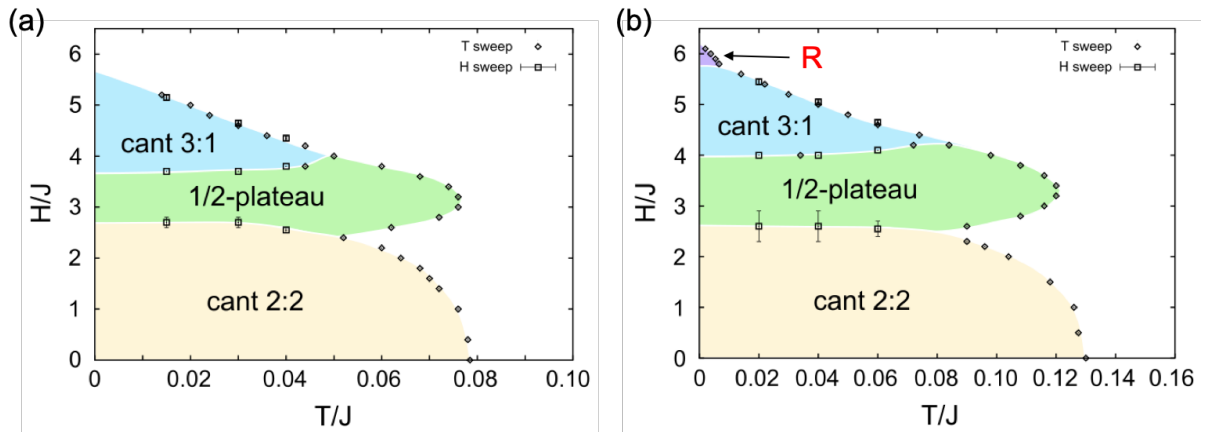 (a)
H/J
6
5
4
3
2
1
0
T sweep
H sweep
cant 3:1
1/2-plateau
cant 2:2
0
0.02
0.04
0.06
0.08
0.10
T/J
(b)
H/J
6
5
4
3
2
1
0
R
T sweep
H sweep
cant 3:1
1/2-plateau
cant 2:2
0
0.02
0.04
0.06
0.08
0.10
0.12
0.14
0.16
T/J